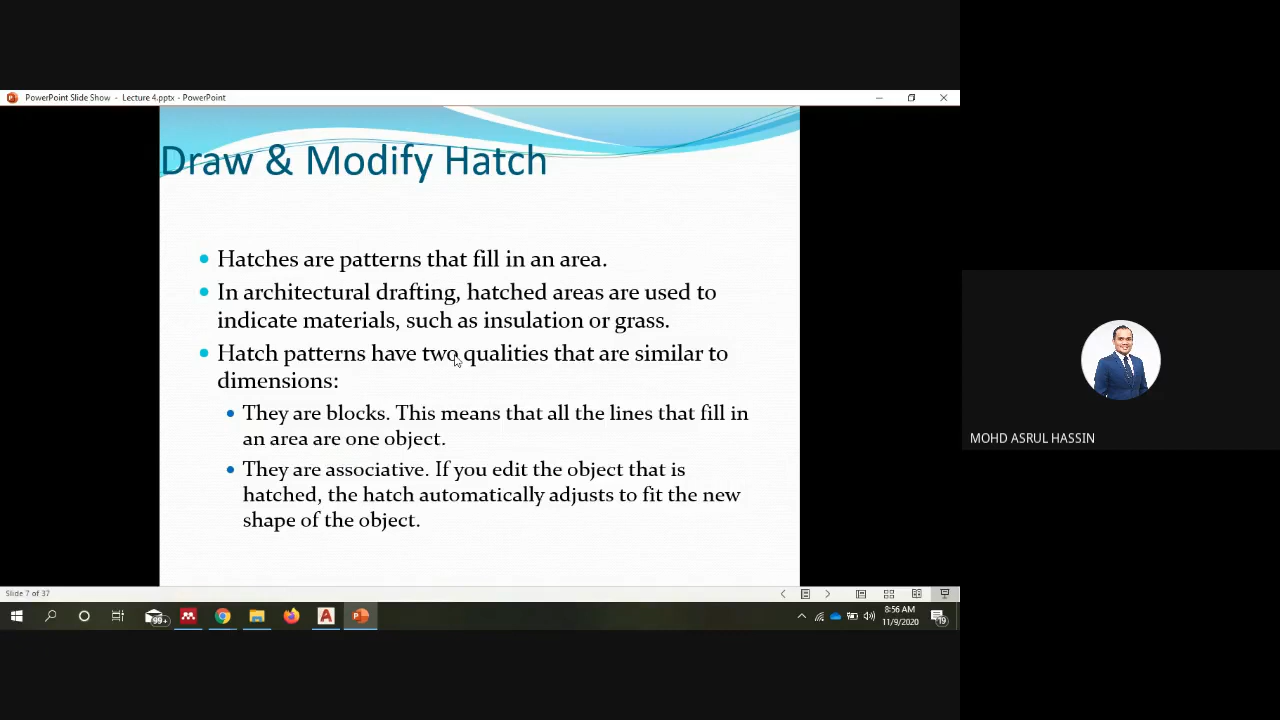 PowerPoint Slide Show - Lecture 4.pptx - PowerPoint
Draw & Modify Hatch
• Hatches are patterns that fill in an area.
• In architectural drafting, hatched areas are used to
indicate materials, such as insulation or grass.
• Hatch patterns have two qualities that are similar to
dimensions:
• They are blocks. This means that all the lines that fill in
an area are one object.
• They are associative. If you edit the object that is
hatched, the hatch automatically adjusts to fit the new
shape of the object.
MOHD ASRUL HASSIN
Slide 7 of 37
99+
8:56 AM
11/9/2020
19